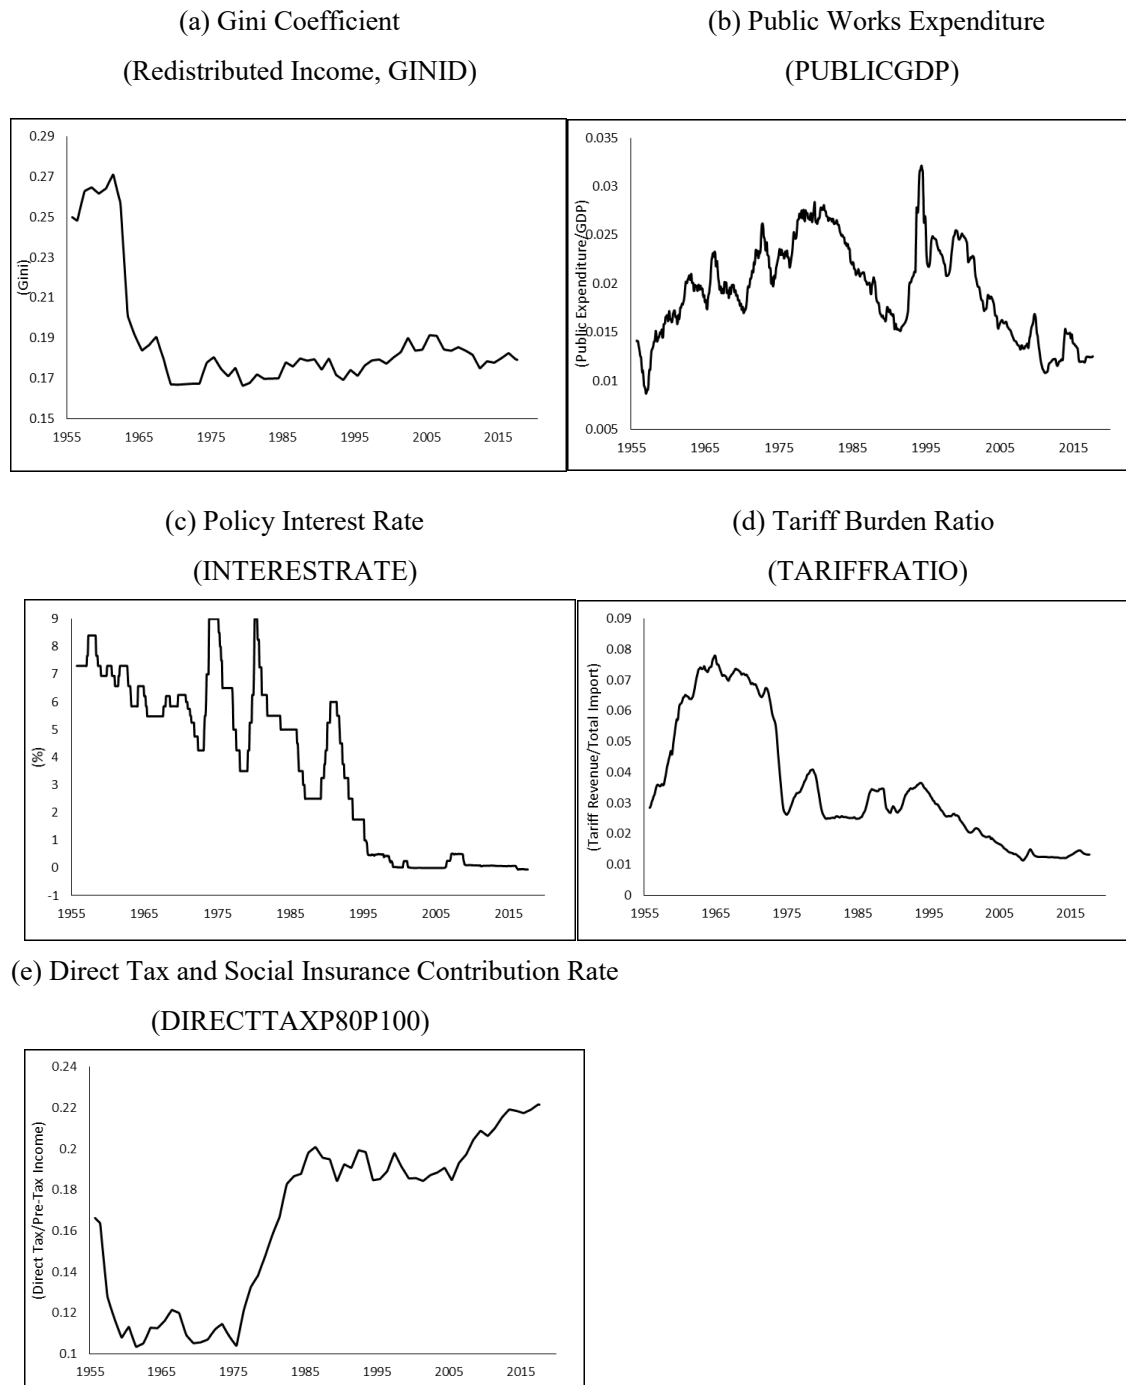 (a) Gini Coefficient
(Redistributed Income, GINID)
(b) Public Works Expenditure
(PUBLICGDP)
0.29
0.27
0.25
0.23
0.21
0.19
0.17
0.15
(Gini)
1955 1965 1975 1985 1995 2005 2015
0.035
0.03
0.025
0.02
0.015
0.01
0.005
(Public Expenditure/GDP)
1955 1965 1975 1985 1995 2005 2015
(c) Policy Interest Rate
(INTERESTRATE)
(d) Tariff Burden Ratio
(TARIFFRATIO)
9
8
7
6
5
4
3
2
1
0
-1
(%)
1955 1965 1975 1985 1995 2005 2015
0.09
0.08
0.07
0.06
0.05
0.04
0.03
0.02
0.01
0
(Tariff Revenue/Total Import)
1955 1965 1975 1985 1995 2005 2015
(e) Direct Tax and Social Insurance Contribution Rate
(DIRECTTAXP80P100)
0.24
0.22
0.2
0.18
0.16
0.14
0.12
0.1
(Direct Tax/Pre-Tax Income)
1955 1965 1975 1985 1995 2005 2015